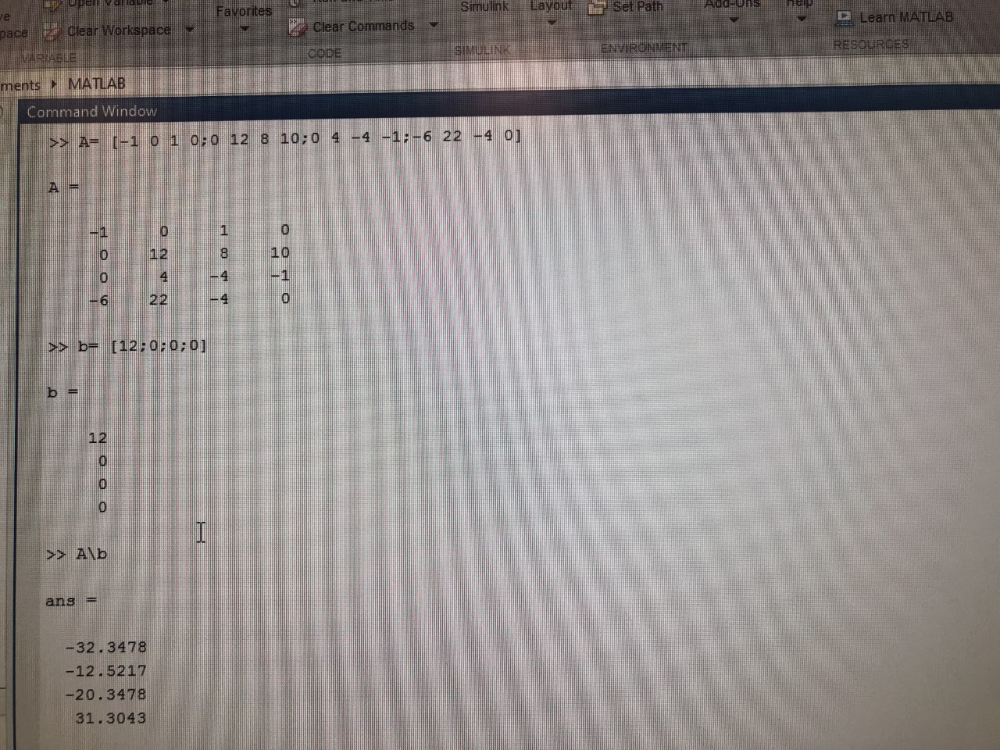 Open Variable
Favorites
Simulink
Layout
Set Path
Add-Ons
Help
pace
Clear Workspace
Clear Commands
Learn MATLAB
VARIABLE
CODE
SIMULINK
ENVIRONMENT
RESOURCES
ments MATLAB
Command Window
>> A= [-1 0 1 0;0 12 8 10;0 4 -4 -1;-6 22 -4 0]
A =
-1 0 1 0
0 12 8 10
0 4 -4 -1
-6 22 -4 0
>> b= [12;0;0;0]
b =
12
0
0
0
>> A\b
ans =
-32.3478
-12.5217
-20.3478
31.3043